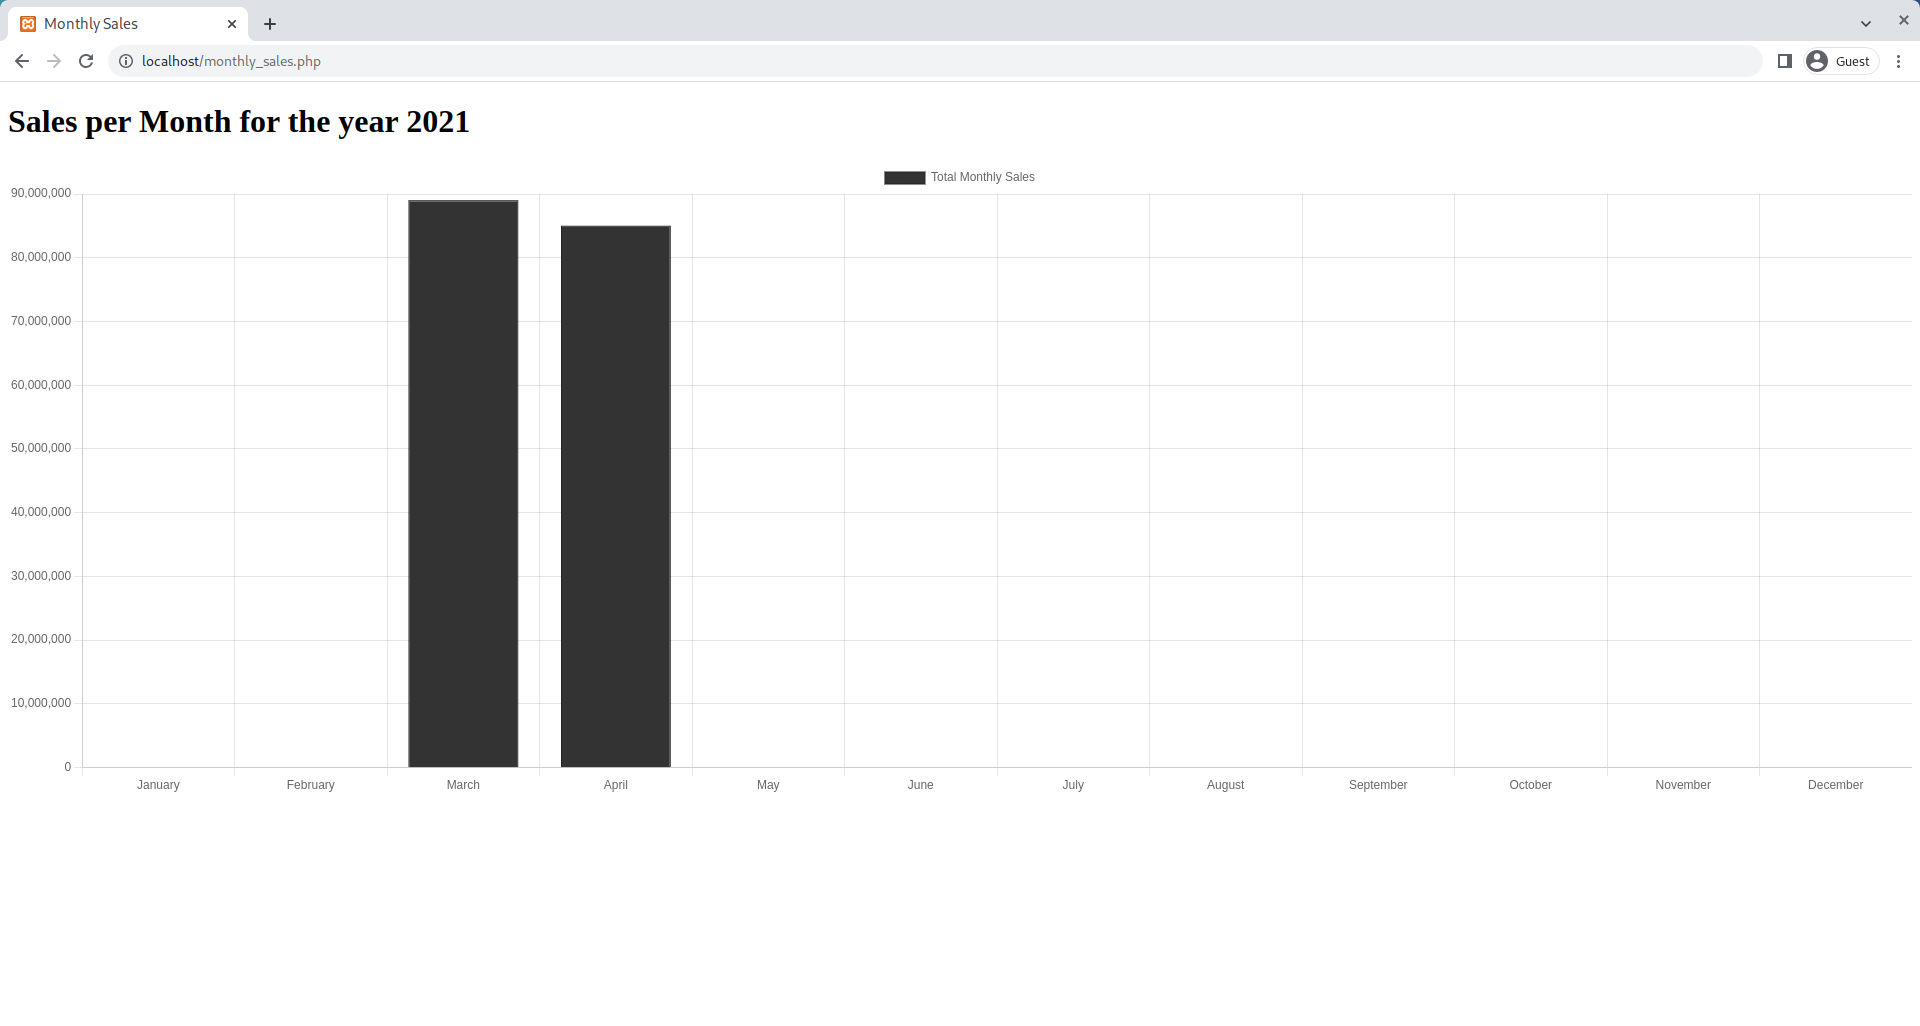 Monthly Sales
localhost/monthly_sales.php
Guest
Sales per Month for the year 2021
Total Monthly Sales
90,000,000
80,000,000
70,000,000
60,000,000
50,000,000
40,000,000
30,000,000
20,000,000
10,000,000
0
January February March April May June July August September October November December